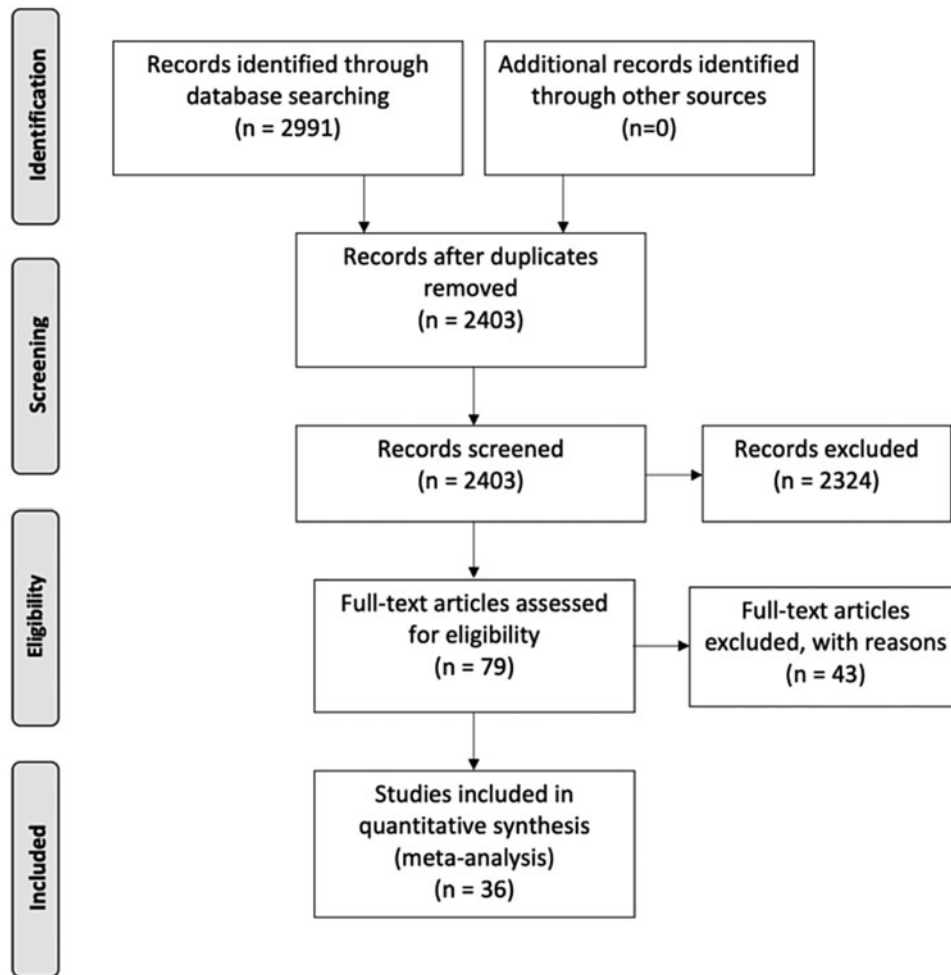 Identification
Records identified through
database searching
(n = 2991)
Additional records identified
through other sources
(n=0)
Screening
Records after duplicates
removed
(n = 2403)
Records screened
(n = 2403)
Records excluded
(n = 2324)
Eligibility
Full-text articles assessed
for eligibility
(n = 79)
Full-text articles
excluded, with reasons
(n = 43)
Included
Studies included in
quantitative synthesis
(meta-analysis)
(n = 36)